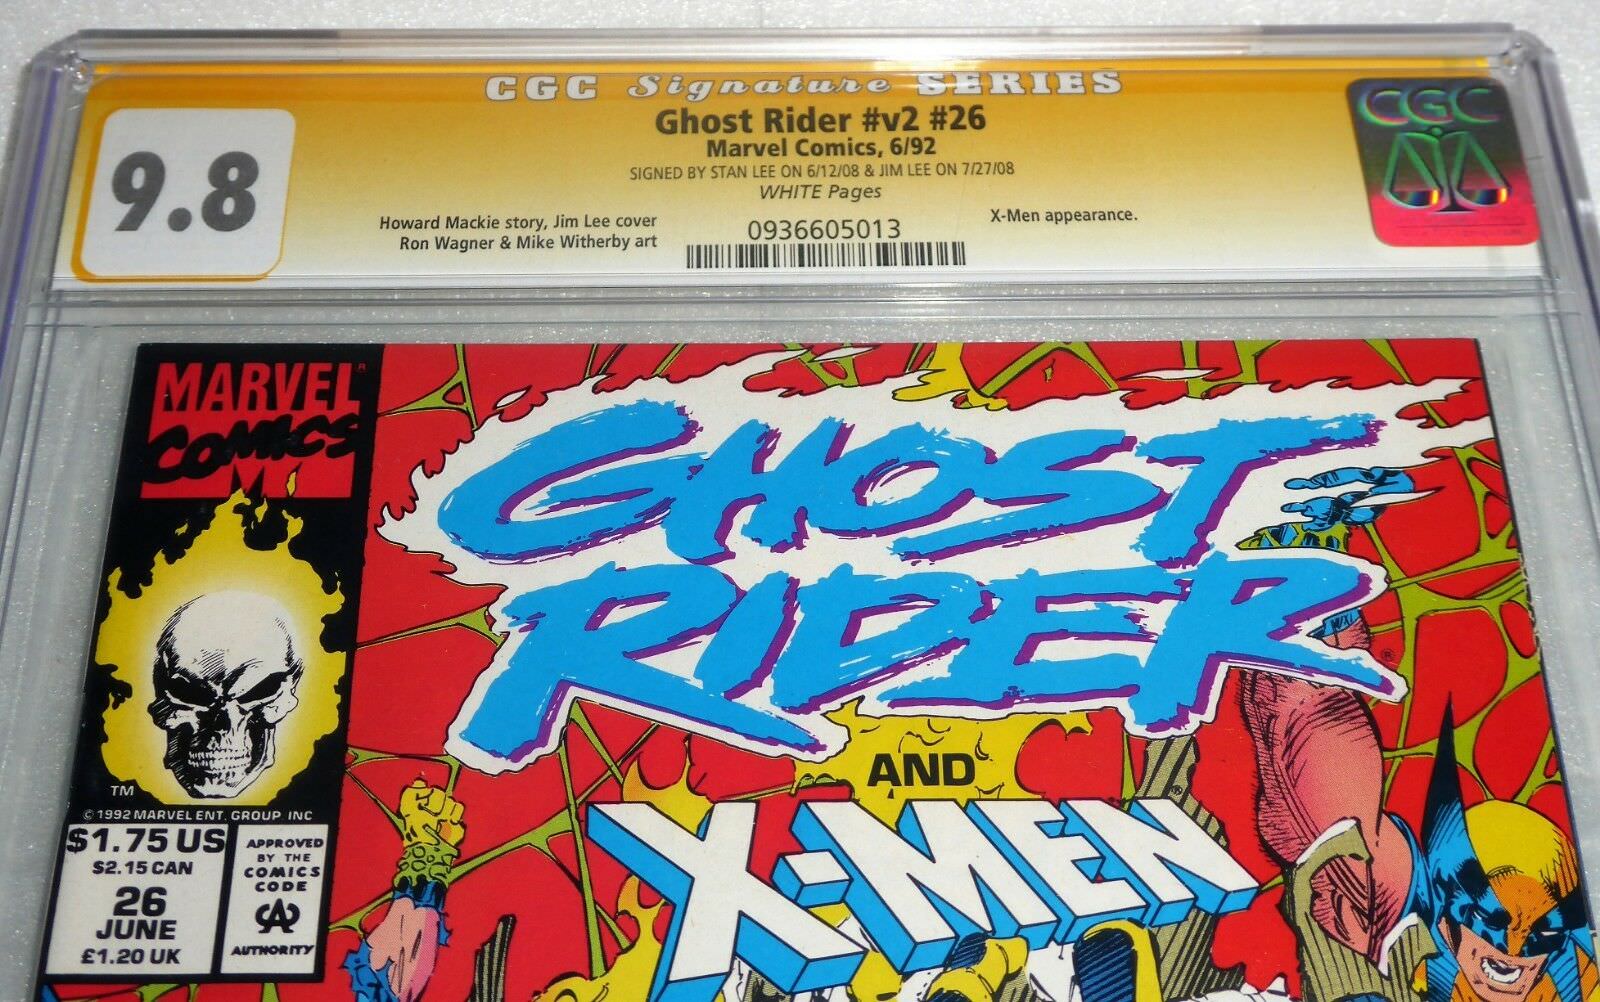 CGC Signature SERIES
Ghost Rider #v2 #26
Marvel Comics, 6/92
SIGNED BY STAN LEE ON 6/12/08 & JIM LEE ON 7/27/08
WHITE Pages
9.8
Howard Mackie story, Jim Lee cover
Ron Wagner & Mike Witherby art
0936605013
X-Men appearance.
CGC
MARVEL®
COMICS
GHOST
RIDER®
AND
X-MEN®
TM
© 1992 MARVEL ENT. GROUP INC
$1.75 US
$2.15 CAN
26
JUNE
£1.20 UK
APPROVED
BY THE
COMICS
CODE
CA
AUTHORITY